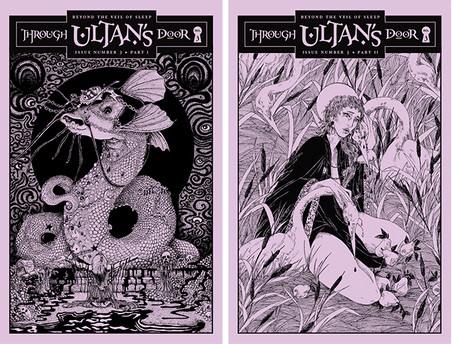 BEYOND THE VEIL OF SLEEP
THROUGH ULTAN'S DOOR
ISSUE NUMBER 3 • PART I
BEYOND THE VEIL OF SLEEP
THROUGH ULTAN'S DOOR
ISSUE NUMBER 3 • PART II